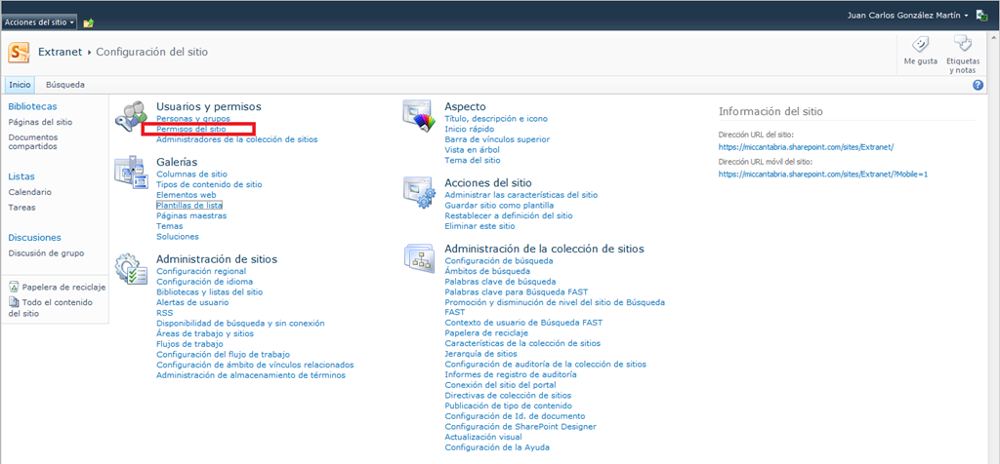 Acciones del sitio
Juan Carlos González Martín
Extranet
Configuración del sitio
Me gusta
Etiquetas
y notas
Inicio
Búsqueda
Bibliotecas
Páginas del sitio
Documentos
compartidos
Listas
Calendario
Tareas
Discusiones
Discusión de grupo
Papelera de reciclaje
Todo el contenido
del sitio
Usuarios y permisos
Personas y grupos
Permisos del sitio
Administradores de la colección de sitios
Galerías
Columnas de sitio
Tipos de contenido de sitio
Elementos web
Plantillas de lista
Páginas maestras
Temas
Soluciones
Administración de sitios
Configuración regional
Configuración de idioma
Bibliotecas y listas del sitio
Alertas de usuario
RSS
Disponibilidad de búsqueda y sin conexión
Áreas de trabajo y sitios
Flujos de trabajo
Configuración del flujo de trabajo
Configuración de ámbito de vínculos relacionados
Administración de almacenamiento de términos
Aspecto
Título, descripción e icono
Inicio rápido
Barra de vínculos superior
Vista en árbol
Tema del sitio
Acciones del sitio
Administrar las características del sitio
Guardar sitio como plantilla
Restablecer a definición del sitio
Eliminar este sitio
Administración de la colección de sitios
Configuración de búsqueda
Ámbitos de búsqueda
Palabras clave de búsqueda
Palabras clave para Búsqueda FAST
Promoción y disminución de nivel del sitio de Búsqueda
FAST
Contexto de usuario de Búsqueda FAST
Papelera de reciclaje
Características de la colección de sitios
Jerarquía de sitios
Configuración de auditoría de la colección de sitios
Informes de registro de auditoría
Conexión del sitio del portal
Directivas de colección de sitios
Publicación de tipo de contenido
Configuración de Id. de documento
Configuración de SharePoint Designer
Actualización visual
Configuración de la Ayuda
Información del sitio
Dirección URL del sitio:
https://miccantabria.sharepoint.com/sites/Extranet/
Dirección URL móvil del sitio:
https://miccantabria.sharepoint.com/sites/Extranet/?Mobile=1